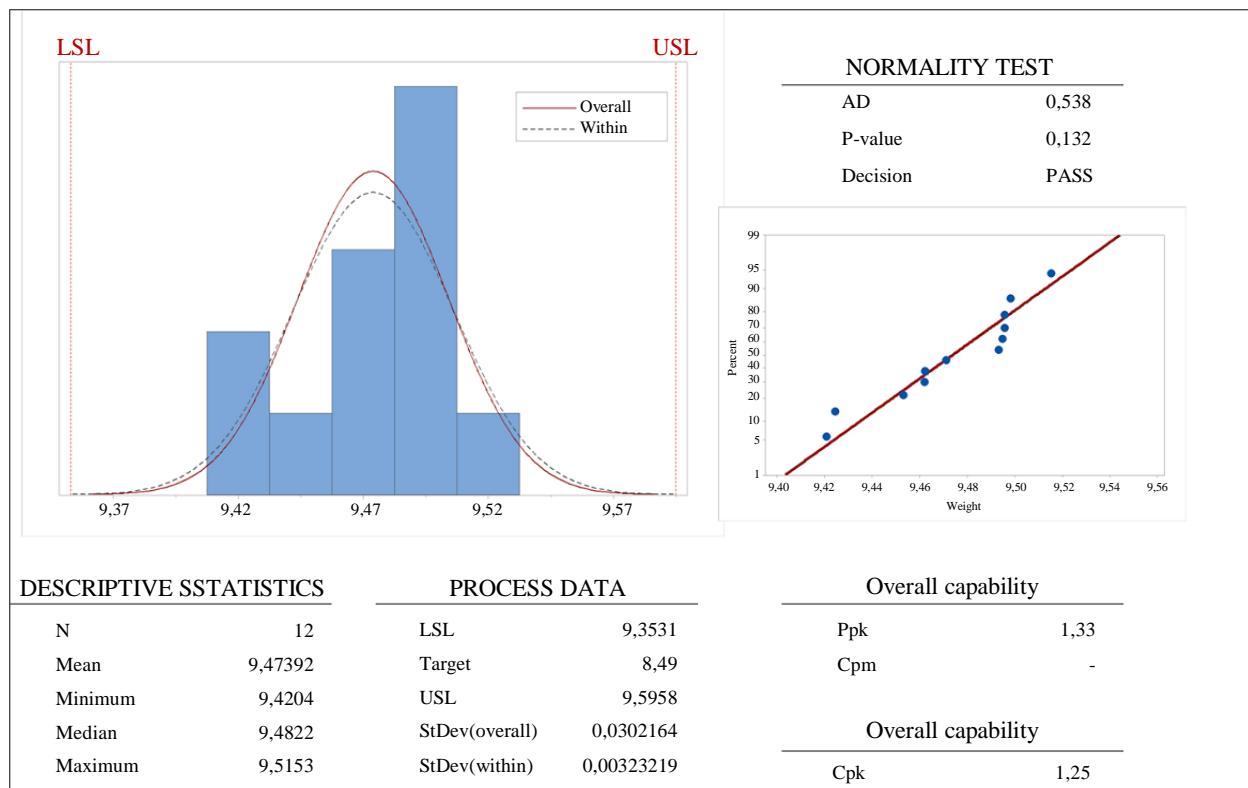 LSL
USL
Overall
Within
9,37 9,42 9,47 9,52 9,57
NORMALITY TEST
AD 0,538
P-value 0,132
Decision PASS
99
95
90
80
70
60
50
40
30
20
10
5
1
Percent
9,40 9,42 9,44 9,46 9,48 9,50 9,52 9,54 9,56
Weight
DESCRIPTIVE SSTATISTICS
N 12
Mean 9,47392
Minimum 9,4204
Median 9,4822
Maximum 9,5153
PROCESS DATA
LSL 9,3531
Target 8,49
USL 9,5958
StDev(overall) 0,0302164
StDev(within) 0,00323219
Overall capability
Ppk 1,33
Cpm -
Overall capability
Cpk 1,25